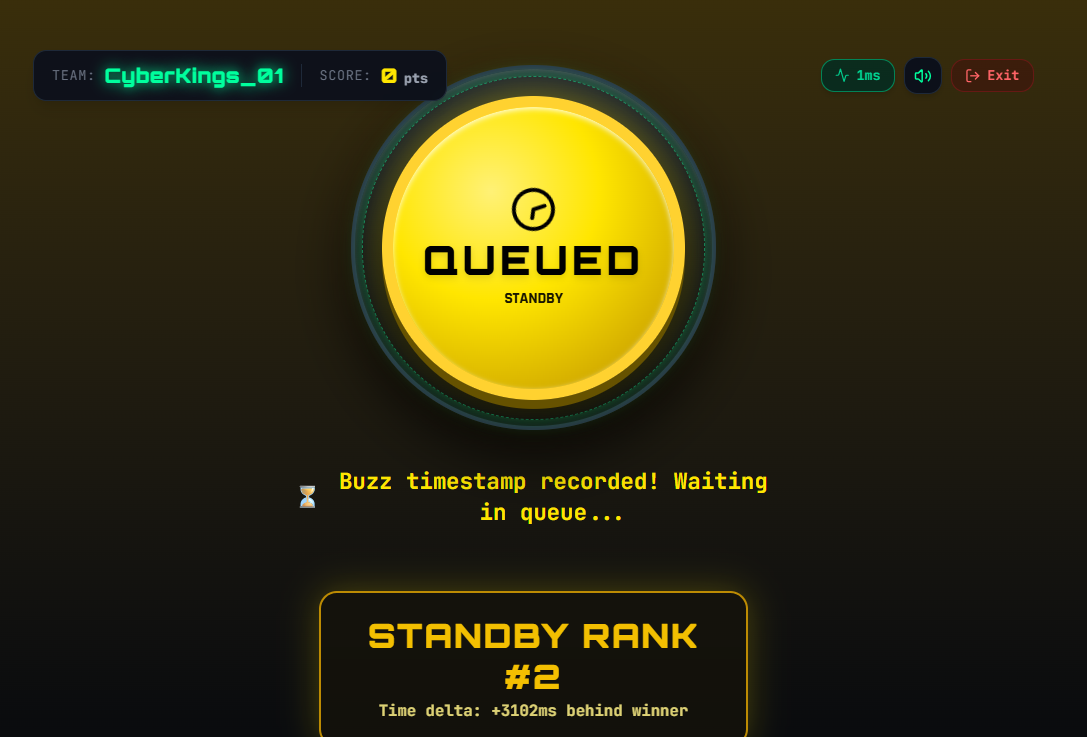 TEAM: CyberKings_01 SCORE: 0 pts
1ms
Exit
QUEUED
STANDBY
⏳ Buzz timestamp recorded! Waiting
in queue...
STANDBY RANK
#2
Time delta: +3102ms behind winner